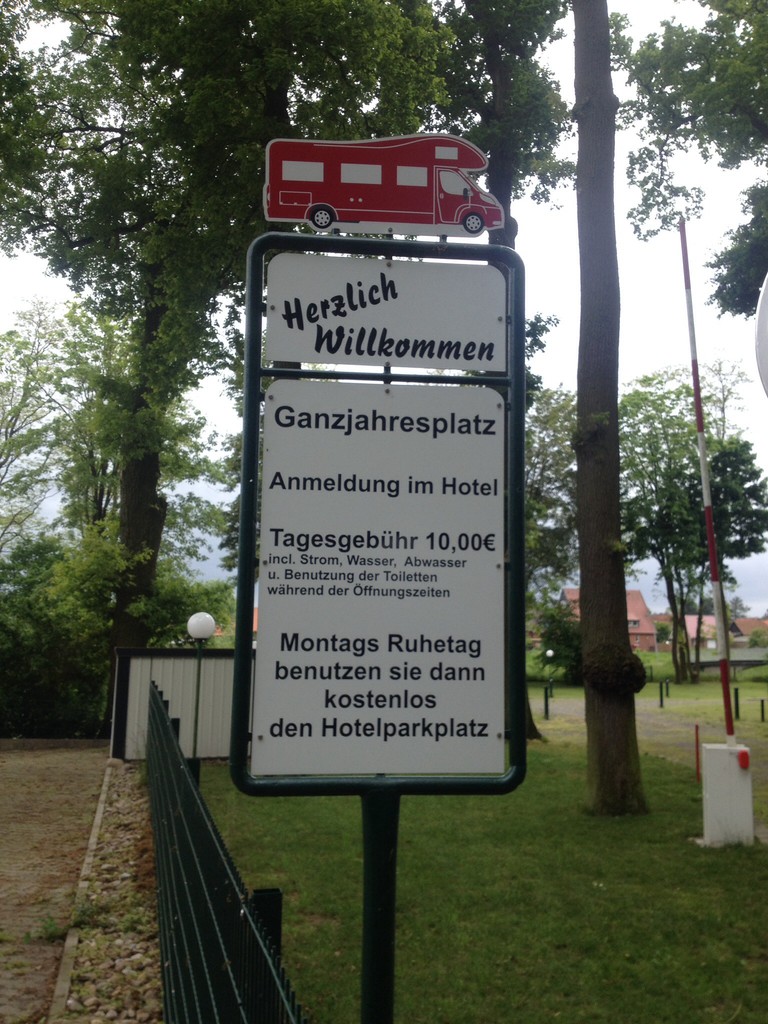 Herzlich
Willkommen
Ganzjahresplatz
Anmeldung im Hotel
Tagesgebühr 10,00€
incl. Strom, Wasser, Abwasser
u. Benutzung der Toiletten
während der Öffnungszeiten
Montags Ruhetag
benutzen sie dann
kostenlos
den Hotelparkplatz